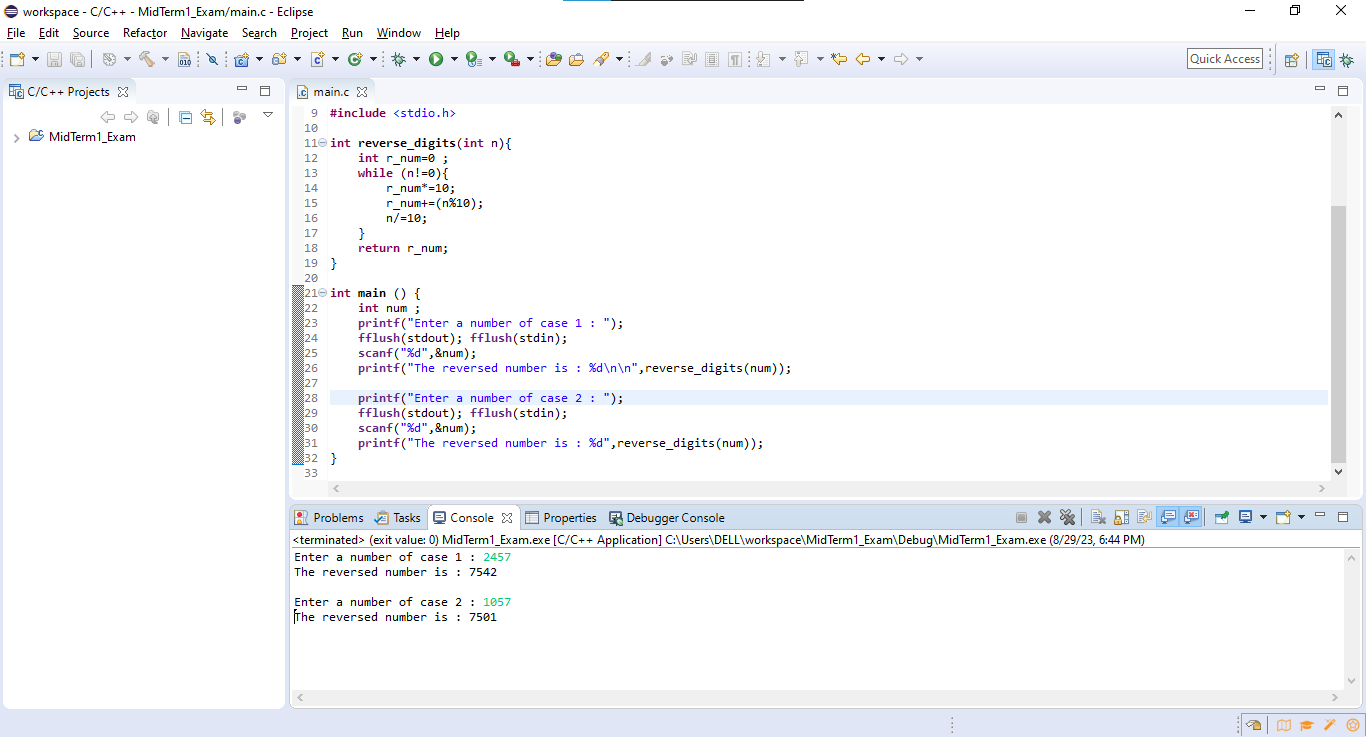 workspace - C/C++ - MidTerm1_Exam/main.c - Eclipse
File Edit Source Refactor Navigate Search Project Run Window Help
Quick Access
C/C++ Projects
MidTerm1_Exam
main.c
9 #include <stdio.h>
10
11 int reverse_digits(int n){
12 int r_num=0 ;
13 while (n!=0){
14 r_num*=10;
15 r_num+=(n%10);
16 n/=10;
17 }
18 return r_num;
19 }
20
21 int main () {
22 int num ;
23 printf("Enter a number of case 1 : ");
24 fflush(stdout); fflush(stdin);
25 scanf("%d",&num);
26 printf("The reversed number is : %d\n\n",reverse_digits(num));
27
28 printf("Enter a number of case 2 : ");
29 fflush(stdout); fflush(stdin);
30 scanf("%d",&num);
31 printf("The reversed number is : %d",reverse_digits(num));
32 }
33
Problems Tasks Console Properties Debugger Console
<terminated> (exit value: 0) MidTerm1_Exam.exe [C/C++ Application] C:\Users\DELL\workspace\MidTerm1_Exam\Debug\MidTerm1_Exam.exe (8/29/23, 6:44 PM)
Enter a number of case 1 : 2457
The reversed number is : 7542
Enter a number of case 2 : 1057
The reversed number is : 7501